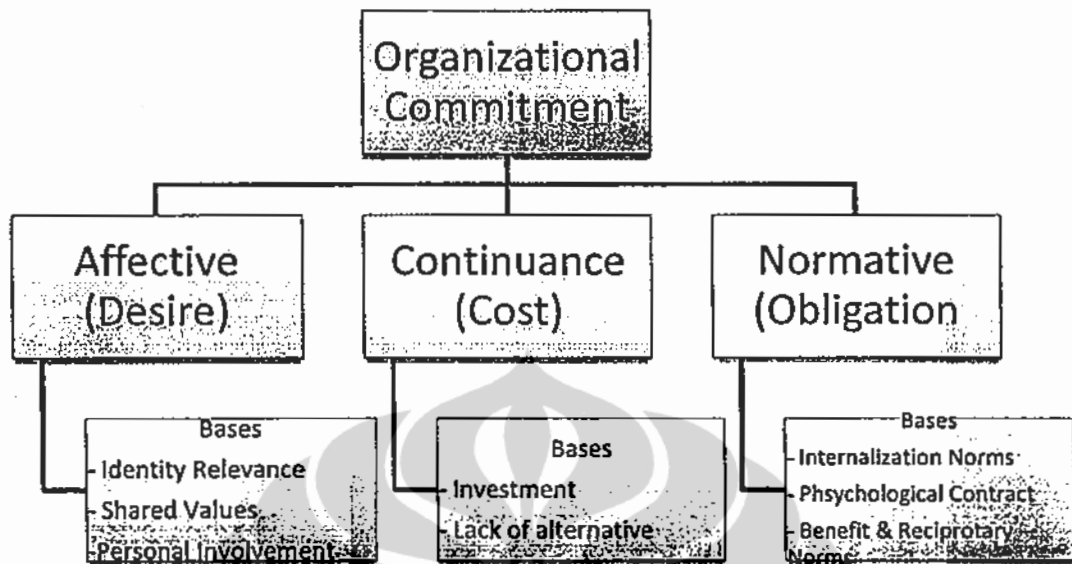 Organizational
Commitment
Affective
(Desire)
Continuance
(Cost)
Normative
(Obligation
Bases
- Identity Relevance
- Shared Values
-Personal Involvement
Bases
- Investment
- Lack of alternative
Bases
- Internalization Norms
- Phsychological Contract
- Benefit & Reciprotary
Norms